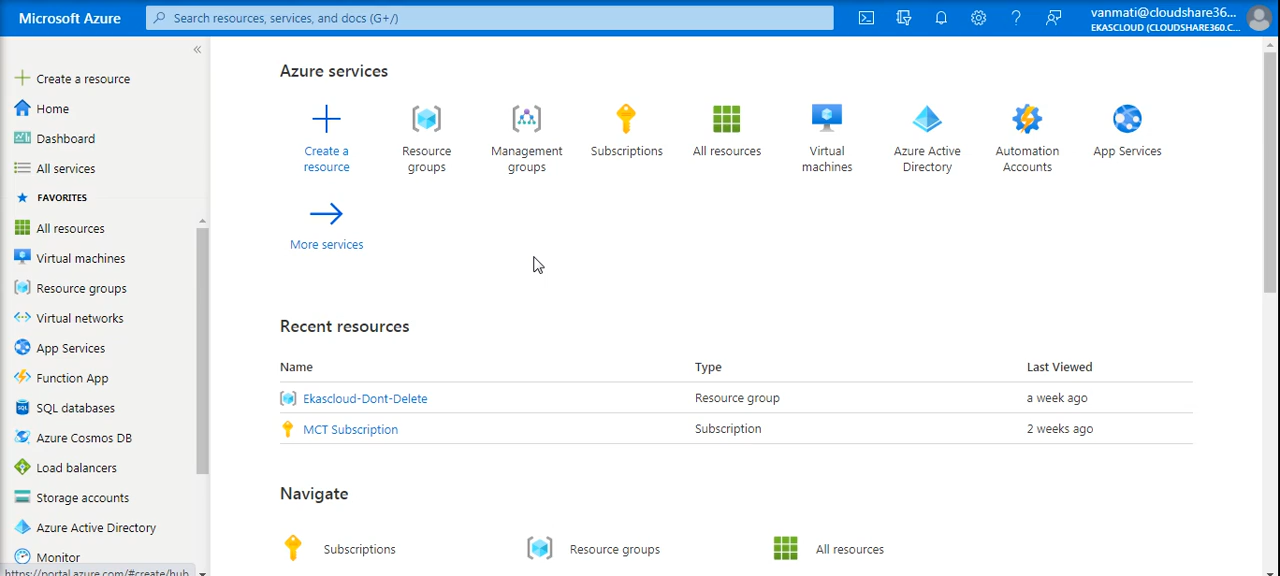 Microsoft Azure
Search resources, services, and docs (G+/)
vanmati@cloudshare36...
EKASCLOUD (CLOUDSHARE360.C...
Create a resource
Home
Dashboard
All services
FAVORITES
All resources
Virtual machines
Resource groups
Virtual networks
App Services
Function App
SQL databases
Azure Cosmos DB
Load balancers
Storage accounts
Azure Active Directory
Monitor
https://portal.azure.com/#create/hub
Azure services
Create a
resource
Resource
groups
Management
groups
Subscriptions
All resources
Virtual
machines
Azure Active
Directory
Automation
Accounts
App Services
More services
Recent resources
Name Type Last Viewed
Ekascloud-Dont-Delete Resource group a week ago
MCT Subscription Subscription 2 weeks ago
Navigate
Subscriptions Resource groups All resources